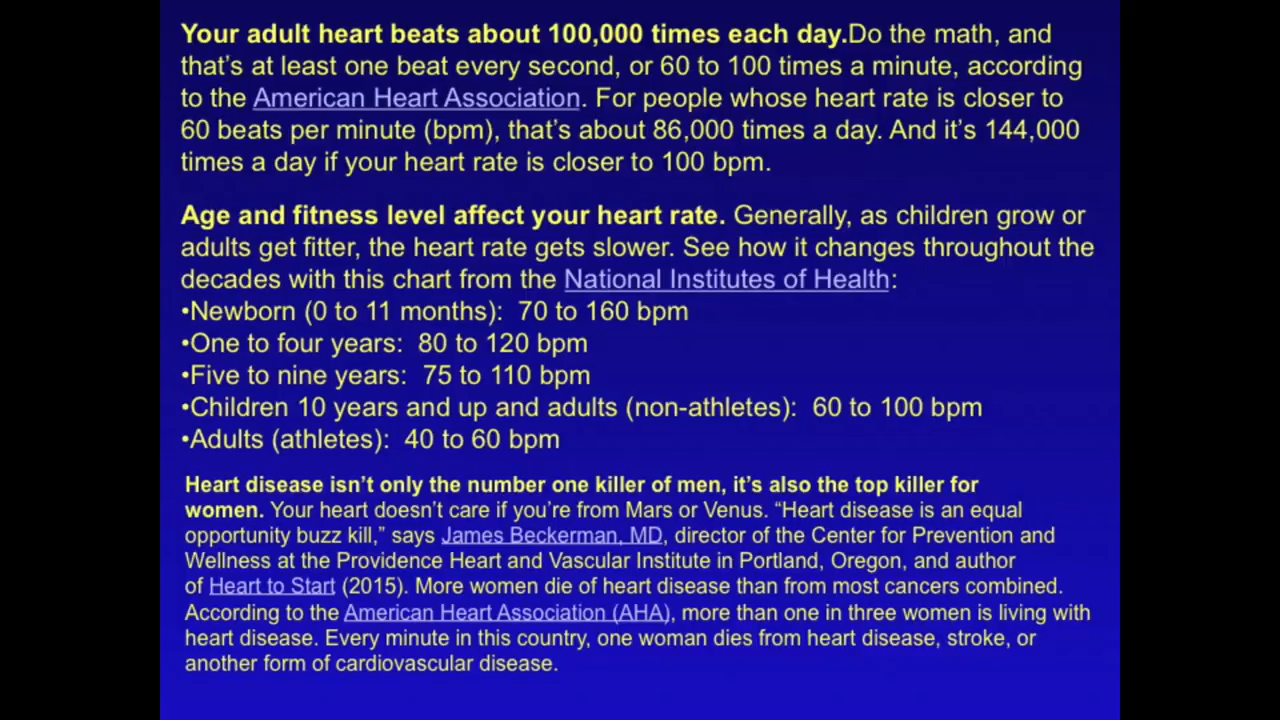 Your adult heart beats about 100,000 times each day.Do the math, and
that's at least one beat every second, or 60 to 100 times a minute, according
to the American Heart Association. For people whose heart rate is closer to
60 beats per minute (bpm), that's about 86,000 times a day. And it's 144,000
times a day if your heart rate is closer to 100 bpm.
Age and fitness level affect your heart rate. Generally, as children grow or
adults get fitter, the heart rate gets slower. See how it changes throughout the
decades with this chart from the National Institutes of Health:
•Newborn (0 to 11 months):  70 to 160 bpm
•One to four years:  80 to 120 bpm
•Five to nine years:  75 to 110 bpm
•Children 10 years and up and adults (non-athletes):  60 to 100 bpm
•Adults (athletes):  40 to 60 bpm
Heart disease isn't only the number one killer of men, it's also the top killer for
women. Your heart doesn't care if you're from Mars or Venus. “Heart disease is an equal
opportunity buzz kill,” says James Beckerman, MD, director of the Center for Prevention and
Wellness at the Providence Heart and Vascular Institute in Portland, Oregon, and author
of Heart to Start (2015). More women die of heart disease than from most cancers combined.
According to the American Heart Association (AHA), more than one in three women is living with
heart disease. Every minute in this country, one woman dies from heart disease, stroke, or
another form of cardiovascular disease.